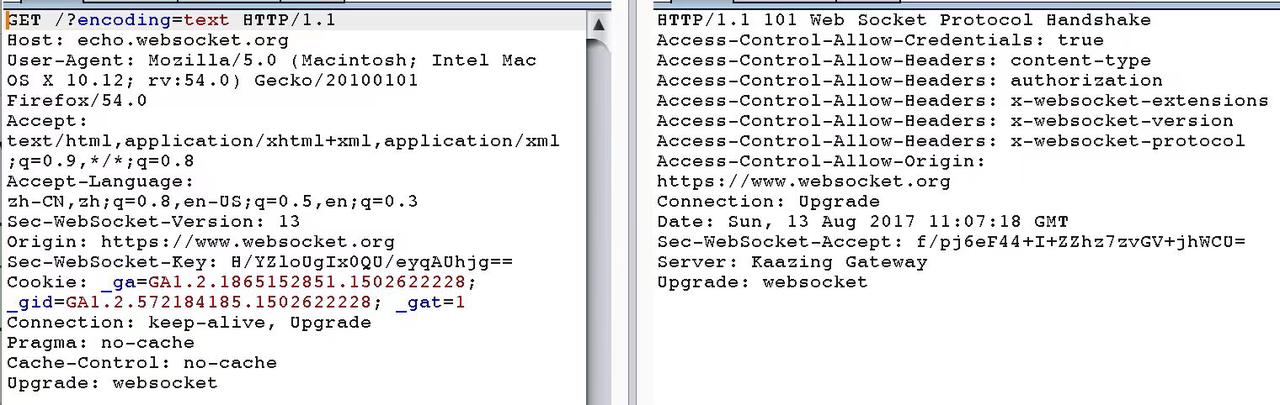 GET /?encoding=text HTTP/1.1
Host: echo.websocket.org
User-Agent: Mozilla/5.0 (Macintosh; Intel Mac
OS X 10.12; rv:54.0) Gecko/20100101
Firefox/54.0
Accept:
text/html,application/xhtml+xml,application/xml
;q=0.9,*/*;q=0.8
Accept-Language:
zh-CN,zh;q=0.8,en-US;q=0.5,en;q=0.3
Sec-WebSocket-Version: 13
Origin: https://www.websocket.org
Sec-WebSocket-Key: H/YZloUgIx0QU/eyqAUhjg==
Cookie: _ga=GA1.2.1865152851.1502622228;
_gid=GA1.2.572184185.1502622228; _gat=1
Connection: keep-alive, Upgrade
Pragma: no-cache
Cache-Control: no-cache
Upgrade: websocket
HTTP/1.1 101 Web Socket Protocol Handshake
Access-Control-Allow-Credentials: true
Access-Control-Allow-Headers: content-type
Access-Control-Allow-Headers: authorization
Access-Control-Allow-Headers: x-websocket-extensions
Access-Control-Allow-Headers: x-websocket-version
Access-Control-Allow-Headers: x-websocket-protocol
Access-Control-Allow-Origin:
https://www.websocket.org
Connection: Upgrade
Date: Sun, 13 Aug 2017 11:07:18 GMT
Sec-WebSocket-Accept: f/pj6eF44+I+ZZhz7zvGV+jhWCU=
Server: Kaazing Gateway
Upgrade: websocket